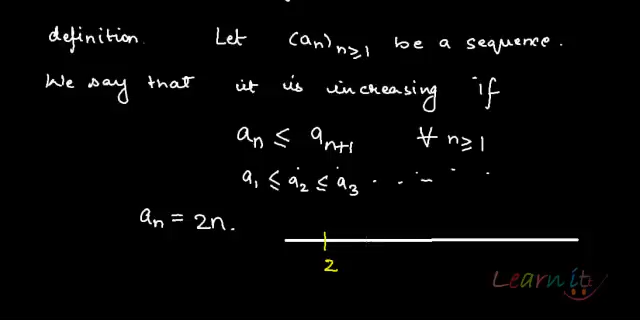 definition. Let (an)n≥1 be a sequence.
We say that it is increasing if
an ≤ an+1 ∀ n≥1
a1 ≤ a2 ≤ a3 . . . . . .
an = 2n.
2
Learnit